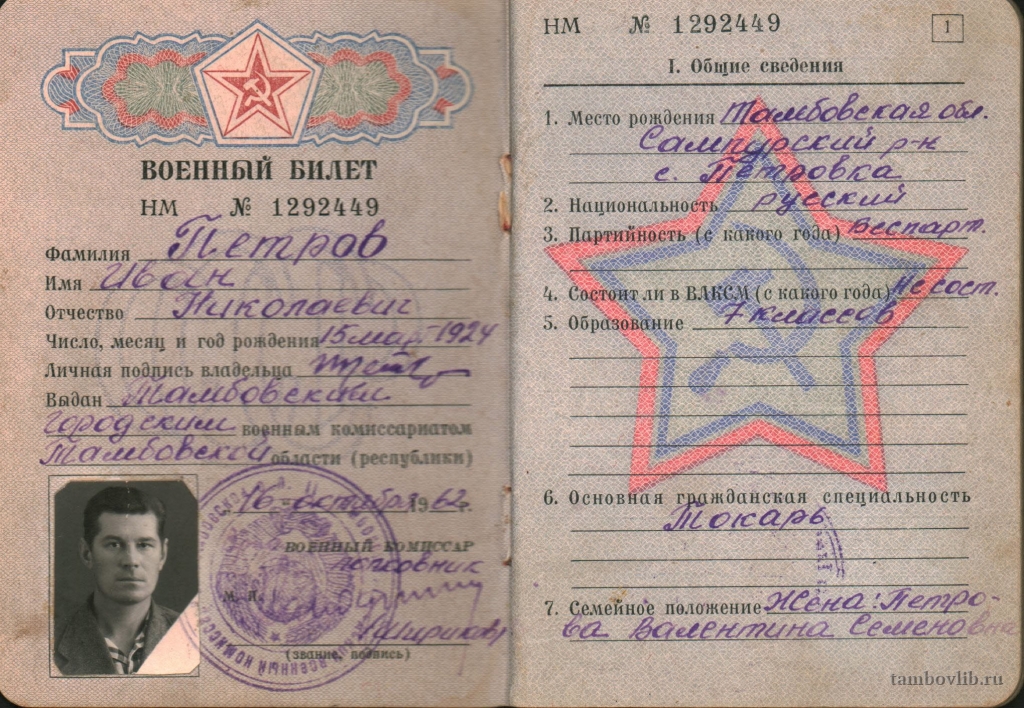 ВОЕННЫЙ БИЛЕТ
НМ № 1292449
Фамилия Петров
Имя Иван
Отчество Николаевич
Число, месяц и год рождения 15 март 1924
Личная подпись владельца
Выдан Тамбовским
городским военным комиссариатом
Тамбовской области (республики)
16 октября 1962 г.
ВОЕННЫЙ КОМИССАР
полковник
М. П.
(звание, подпись)
НМ № 1292449
1
I. Общие сведения
1. Место рождения Тамбовская обл.
Сампурский р-н
с. Петровка
2. Национальность русский
3. Партийность (с какого года) беспарт.
4. Состоит ли в ВЛКСМ (с какого года) Не сост.
5. Образование 7 классов
6. Основная гражданская специальность
Токарь
7. Семейное положение Жена: Петро-
ва Валентина Семеновна
tambovlib.ru